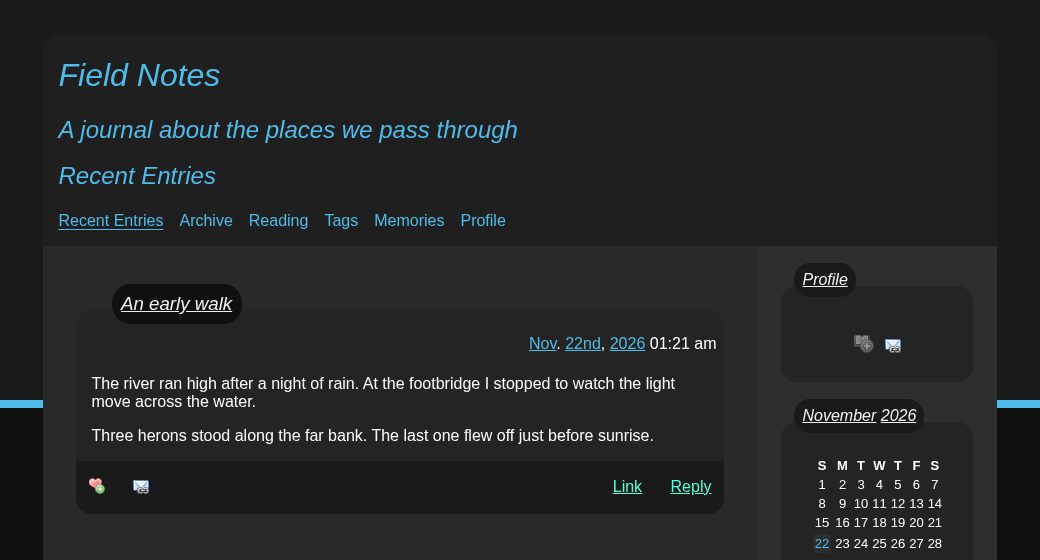 Field Notes
A journal about the places we pass through
Recent Entries
Recent Entries Archive Reading Tags Memories Profile
An early walk
Nov. 22nd, 2026 01:21 am
The river ran high after a night of rain. At the footbridge I stopped to watch the light
move across the water.
Three herons stood along the far bank. The last one flew off just before sunrise.
Link Reply
Profile
November 2026
S M T W T F S
1 2 3 4 5 6 7
8 9 10 11 12 13 14
15 16 17 18 19 20 21
22 23 24 25 26 27 28